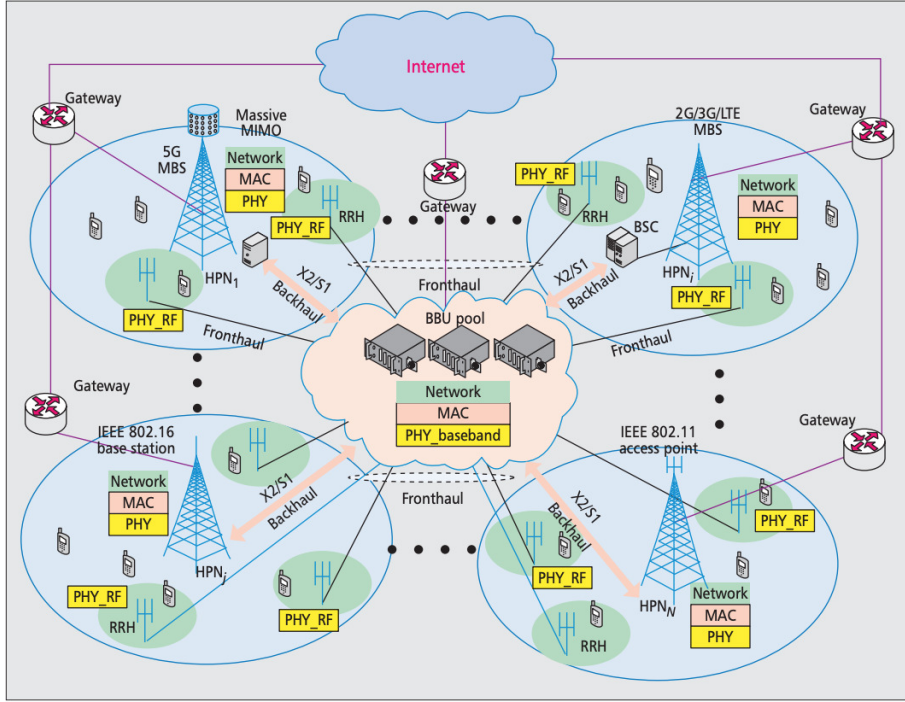 Internet
Gateway
Massive
MIMO
5G
MBS
Network
MAC
PHY
RRH
PHY_RF
HPN1
PHY_RF
X2/S1
Backhaul
Fronthaul
Gateway
Fronthaul
2G/3G/LTE
MBS
Gateway
PHY_RF
RRH
BSC
Network
MAC
PHY
HPNi
PHY_RF
X2/S1
Backhaul
Fronthaul
BBU pool
Network
MAC
PHY_baseband
Gateway
IEEE 802.16
base station
Network
MAC
PHY
HPNj
X2/S1
Backhaul
PHY_RF
RRH
PHY_RF
Fronthaul
Gateway
IEEE 802.11
access point
X2/S1
Backhaul
PHY_RF
PHY_RF
HPNN
RRH
Network
MAC
PHY